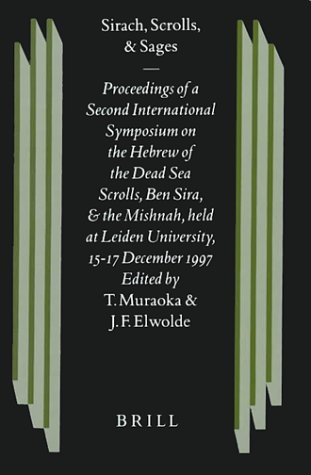 Sirach, Scrolls,
& Sages
—
Proceedings of a
Second International
Symposium on
the Hebrew of
the Dead Sea
Scrolls, Ben Sira,
& the Mishnah, held
at Leiden University,
15-17 December 1997
Edited by
T. Muraoka &
J. F. Elwolde
BRILL